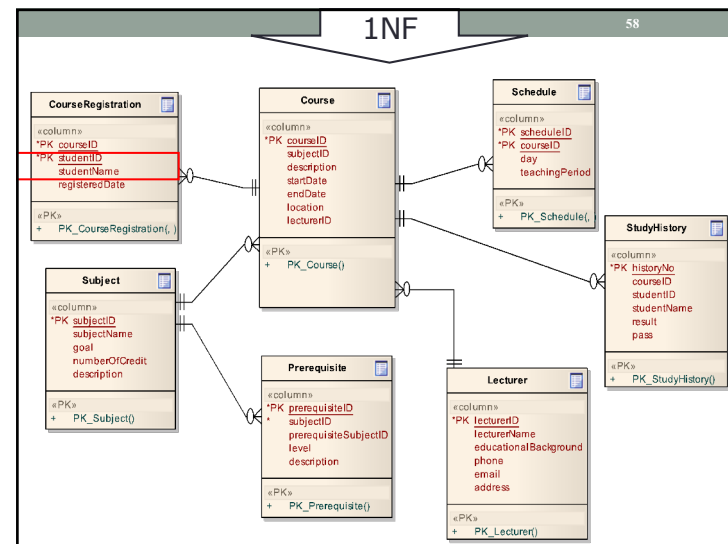 1NF
58
CourseRegistration
«column»
*PK courseID
*PK studentID
studentName
registeredDate
«PK»
+ PK_CourseRegistration(, )
Course
«column»
*PK courseID
subjectID
description
startDate
endDate
location
lecturerID
«PK»
+ PK_Course()
Schedule
«column»
*PK scheduleID
*PK courseID
day
teachingPeriod
«PK»
+ PK_Schedule(, )
StudyHistory
«column»
*PK historyNo
courseID
studentID
studentName
result
pass
«PK»
+ PK_StudyHistory()
Subject
«column»
*PK subjectID
subjectName
goal
numberOfCredit
description
«PK»
+ PK_Subject()
Prerequisite
«column»
*PK prerequisiteID
* subjectID
prerequisiteSubjectID
level
description
«PK»
+ PK_Prerequisite()
Lecturer
«column»
*PK lecturerID
lecturerName
educationalBackground
phone
email
address
«PK»
+ PK_Lecturer()